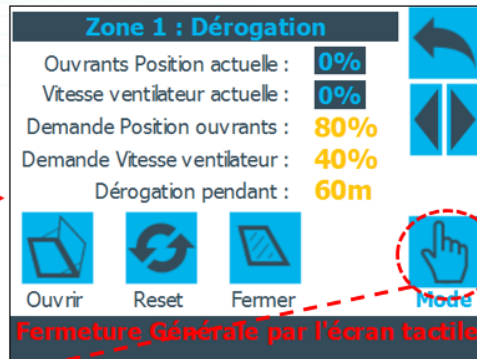 Zone 1 : Dérogation
Ouvrants Position actuelle : 0%
Vitesse ventilateur actuelle : 0%
Demande Position ouvrants : 80%
Demande Vitesse ventilateur : 40%
Dérogation pendant : 60m
Ouvrir Reset Fermer Mode
Fermeture Générale par l'écran tactile